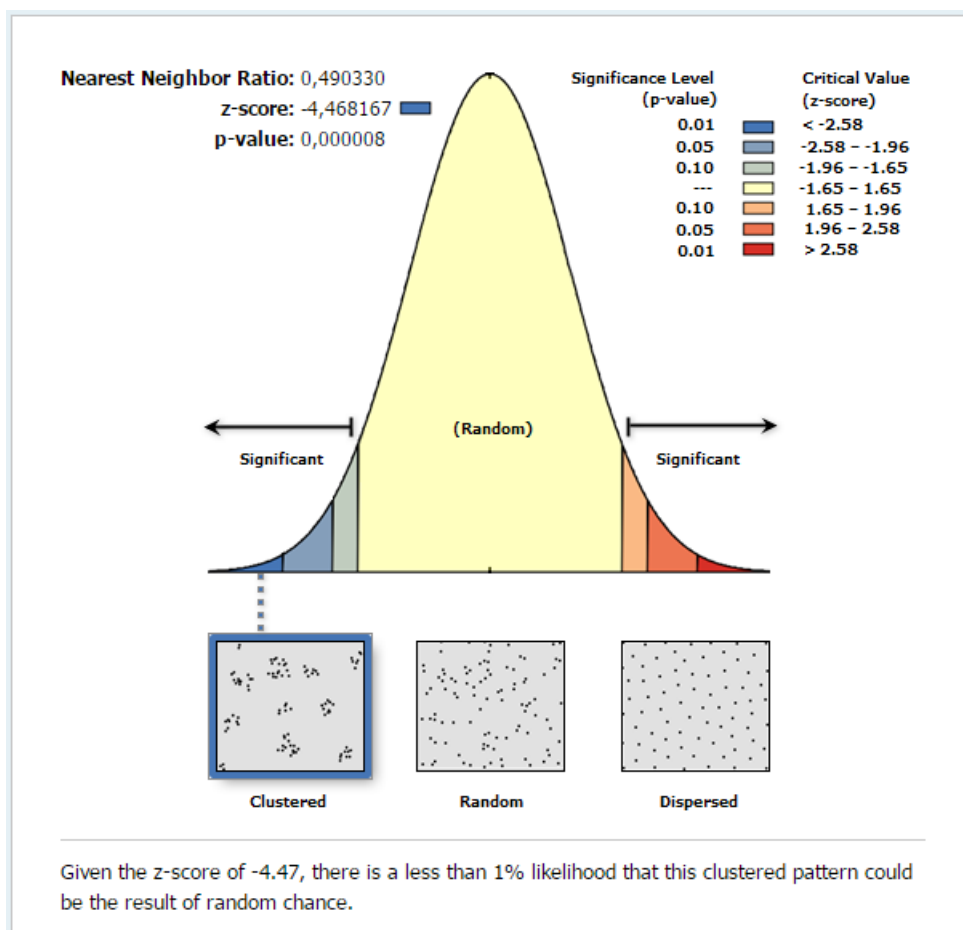 Nearest Neighbor Ratio: 0,490330
z-score: -4,468167
p-value: 0,000008
Significance Level
(p-value)
Critical Value
(z-score)
0.01 < -2.58
0.05 -2.58 – -1.96
0.10 -1.96 – -1.65
--- -1.65 – 1.65
0.10 1.65 – 1.96
0.05 1.96 – 2.58
0.01 > 2.58
(Random)
Significant
Significant
Clustered
Random
Dispersed
Given the z-score of -4.47, there is a less than 1% likelihood that this clustered pattern could
be the result of random chance.